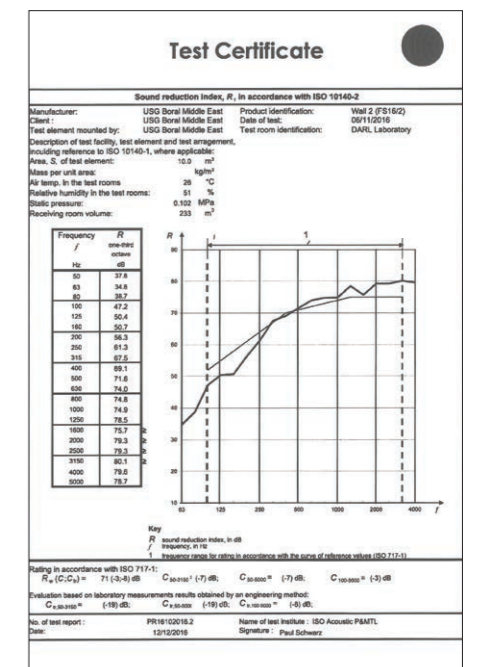 Test Certificate
Sound reduction index, R, in accordance with ISO 10140-2
Manufacturer: USG Boral Middle East Product identification: Wall 2 (FS16/2)
Client : USG Boral Middle East Date of test: 06/11/2016
Test element mounted by: USG Boral Middle East Test room identification: DARL Laboratory
Description of test facility, test element and test arragement,
inculding reference to ISO 10140-1, where applicable:
Area, S, of test element: 10.0 m²
Mass per unit area: kg/m²
Air temp. in the test rooms 26 °C
Relative humidity in the test rooms: 51 %
Static pressure: 0.102 MPa
Receiving room volume: 233 m³
Frequency R
f one-third
octave
Hz dB
50 37.8
63 34.8
80 38.7
100 47.2
125 50.4
160 50.7
200 56.3
250 61.3
315 67.5
400 69.1
500 71.6
630 74.0
800 74.8
1000 74.9
1250 78.5
1600 75.7 ≥
2000 79.3 ≥
2500 79.3 ≥
3150 80.1 ≥
4000 79.6
5000 78.7
R
1
90
80
70
60
50
40
30
20
10
63 125 250 500 1000 2000 4000 f
Key
R sound reduction index, in dB
f frequency, in Hz
1 frequency range for rating in accordance with the curve of reference values (ISO 717-1)
Rating in accordance with ISO 717-1:
Rw (C;Ctr) = 71 (-3;-8) dB C50-3150 = (-7) dB; C50-5000 = (-7) dB; C100-5000 = (-3) dB
Evaluation based on laboratory measurements results obtained by an engineering method:
Ctr,50-3150 = (-19) dB; Ctr,50-5000 (-19) dB; Ctr,100-5000 = (-8) dB;
No. of test report : PR16102016.2 Name of test institute : ISO Acoustic P&MTL
Date: 12/12/2016 Signature : Paul Schwarz